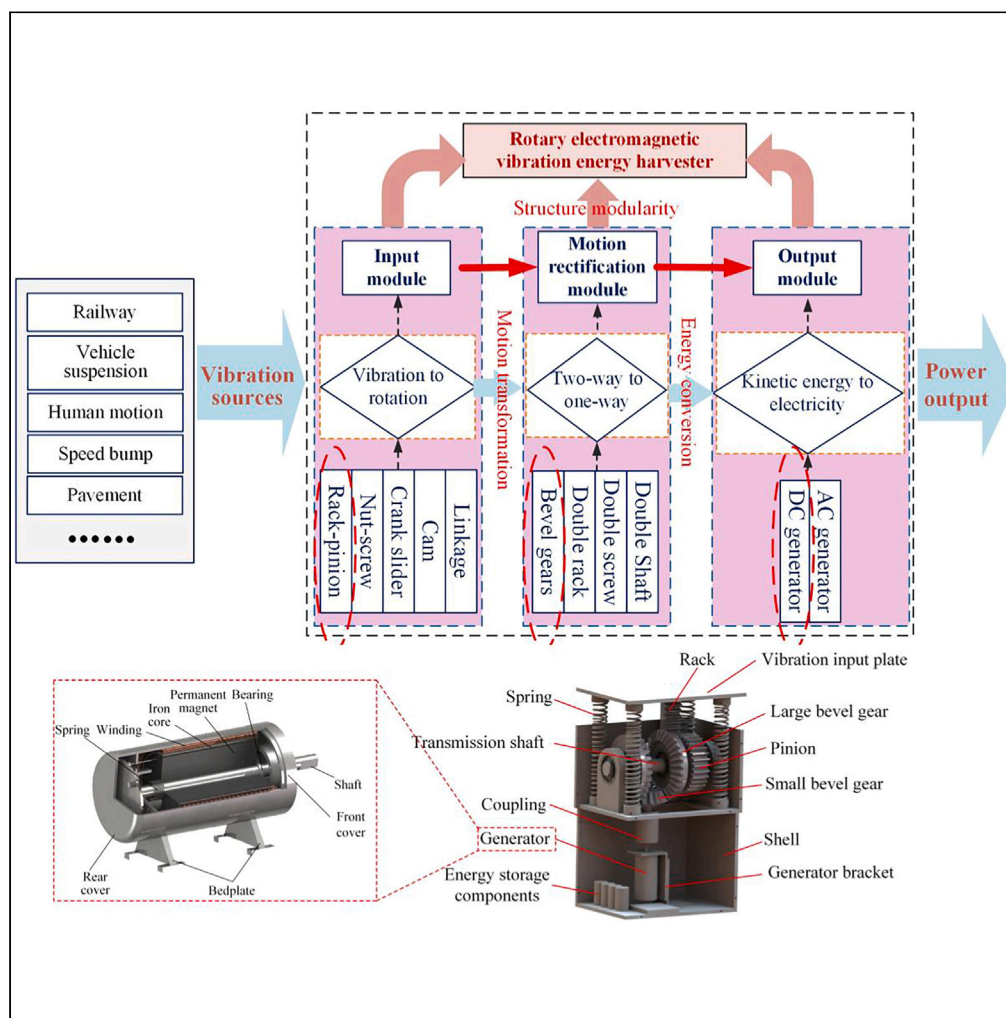 Rotary electromagnetic
vibration energy harvester
Structure modularity
Input
module
Motion
rectification
module
Output
module
Railway
Vehicle
suspension
Human motion
Speed bump
Pavement
Vibration
sources
Vibration to
rotation
Motion transformation
Two-way to
one-way
Energy conversion
Kinetic energy to
electricity
Power
output
Rack-pinion
Nut-screw
Crank slider
Cam
Linkage
Bevel gears
Double rack
Double screw
Double Shaft
DC generator
AC generator
Permanent
magnet
Bearing
Iron
core
Winding
Spring
Shaft
Front
cover
Rear
cover
Bedplate
Rack
Vibration input plate
Spring
Large bevel gear
Transmission shaft
Pinion
Small bevel gear
Coupling
Generator
Shell
Energy storage
components
Generator bracket